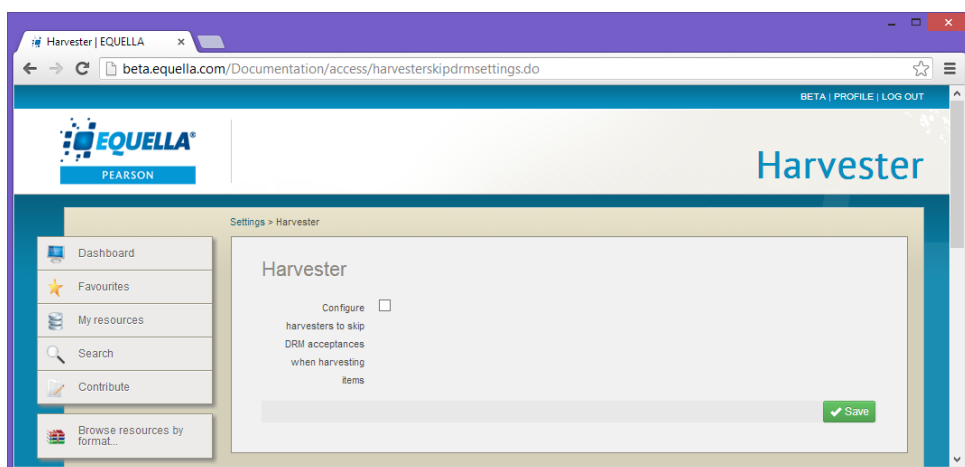 Harvester | EQUELLA
beta.equella.com/Documentation/access/harvesterskipdrmsettings.do
BETA | PROFILE | LOG OUT
EQUELLA®
PEARSON
Harvester
Settings > Harvester
Dashboard
Favourites
My resources
Search
Contribute
Browse resources by
format...
Harvester
Configure
harvesters to skip
DRM acceptances
when harvesting
items
Save